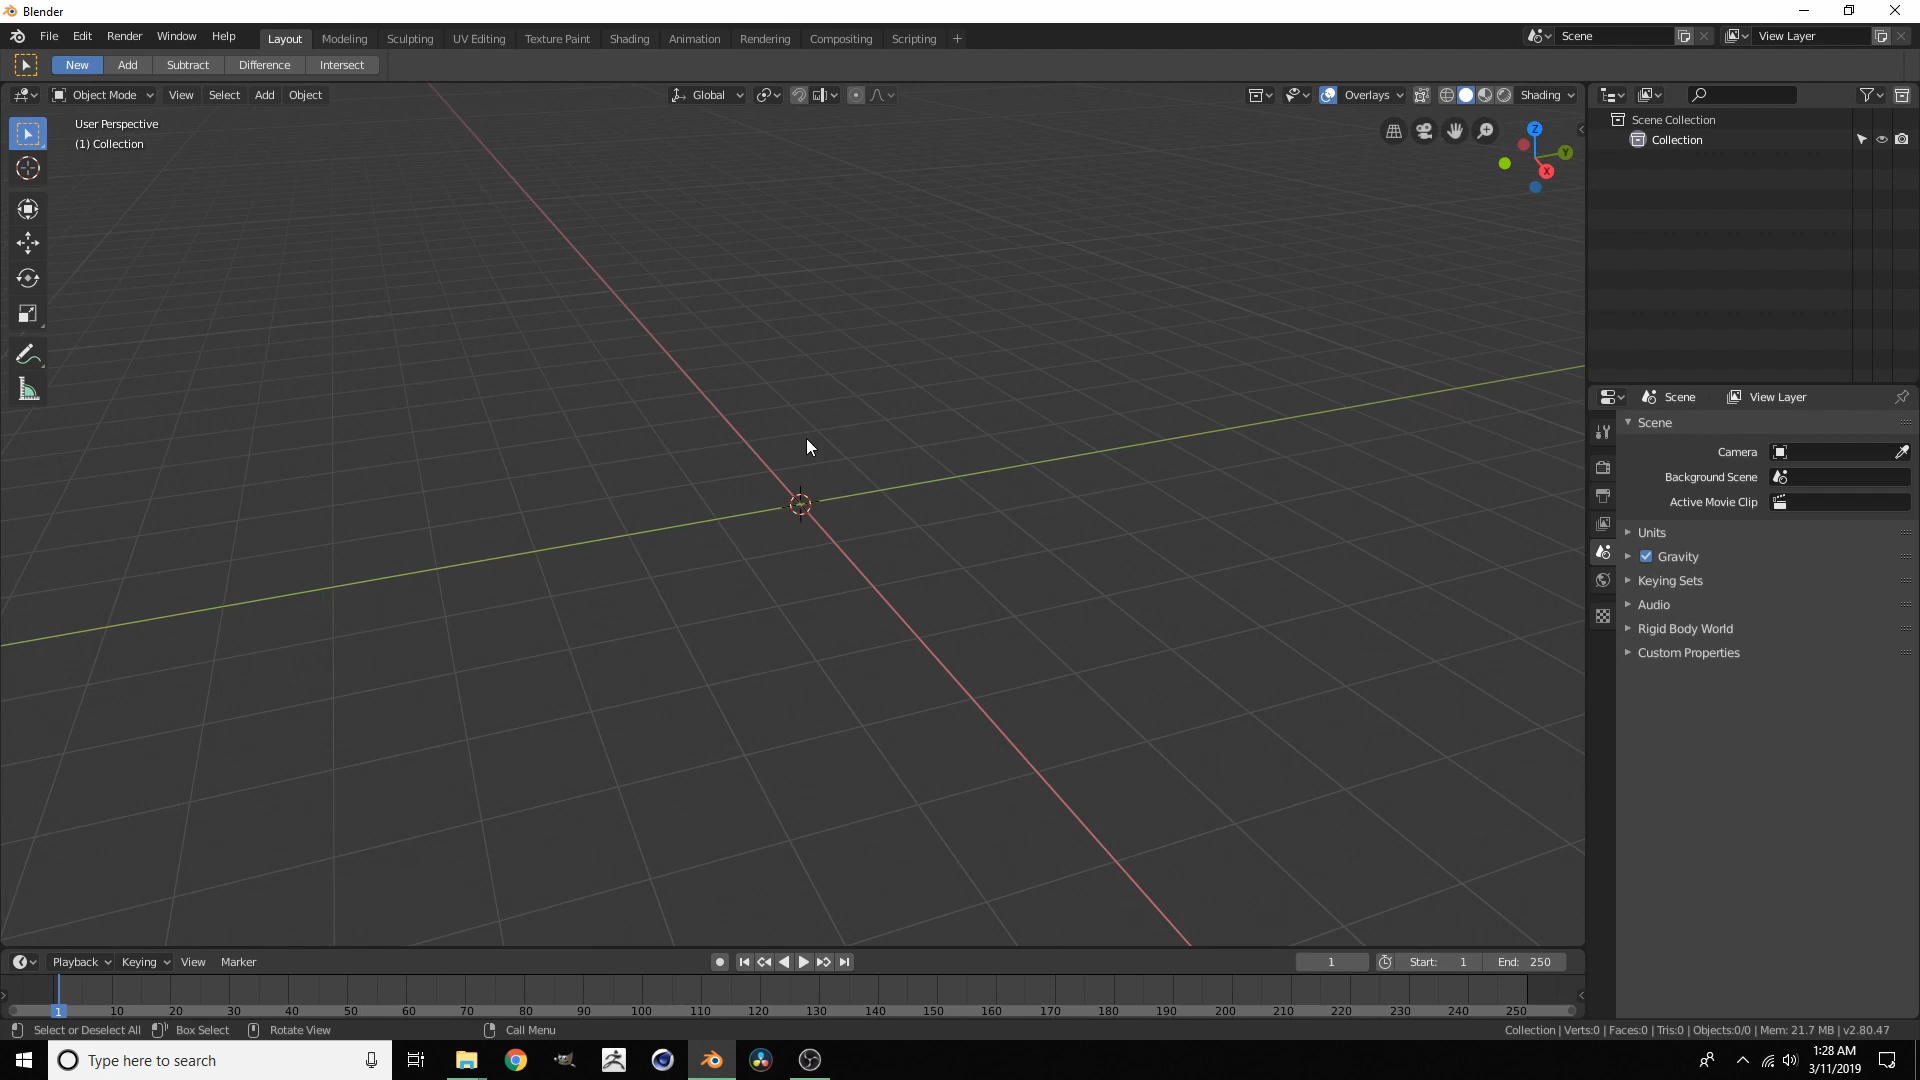 Blender
File Edit Render Window Help Layout Modeling Sculpting UV Editing Texture Paint Shading Animation Rendering Compositing Scripting + Scene View Layer
New Add Subtract Difference Intersect
Object Mode View Select Add Object Global Overlays Shading
User Perspective
(1) Collection
Z
Y
X
Scene Collection
Collection
Scene View Layer
Scene
Camera
Background Scene
Active Movie Clip
Units
Gravity
Keying Sets
Audio
Rigid Body World
Custom Properties
Playback Keying View Marker 1 Start: 1 End: 250
1 10 20 30 40 50 60 70 80 90 100 110 120 130 140 150 160 170 180 190 200 210 220 230 240 250
Select or Deselect All Box Select Rotate View Call Menu Collection | Verts:0 | Faces:0 | Tris:0 | Objects:0/0 | Mem: 21.7 MB | v2.80.47
Type here to search
1:28 AM
3/11/2019